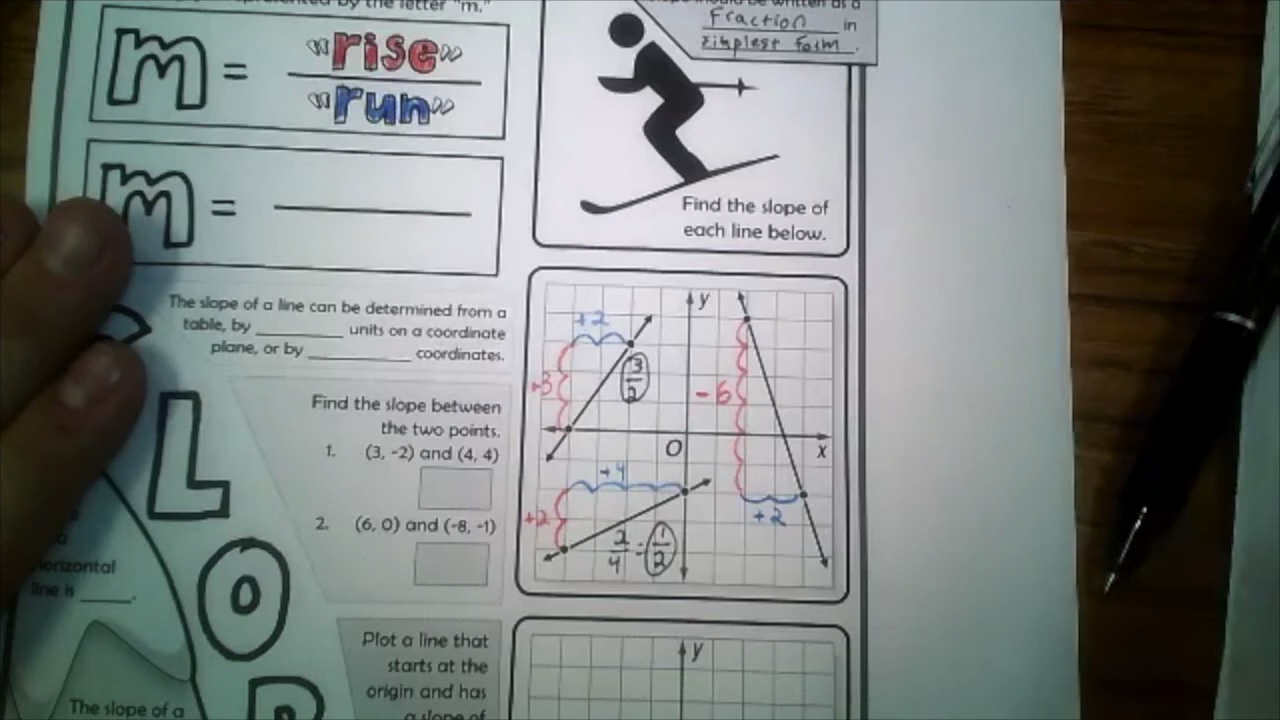 by the letter "m."
should be written as a
Fraction in
simplest form.
m = "rise"
"run"
m =
Find the slope of
each line below.
The slope of a line can be determined from a
table, by ________ units on a coordinate
plane, or by ________ coordinates.
Find the slope between
the two points.
1. (3, -2) and (4, 4)
2. (6, 0) and (-8, -1)
y
+2
+3
3
2
-6
O
x
+4
+2
+2
2/4 = 1/2
L
O
horizontal
line is _____.
Plot a line that
starts at the
origin and has
a slope of
y
The slope of a